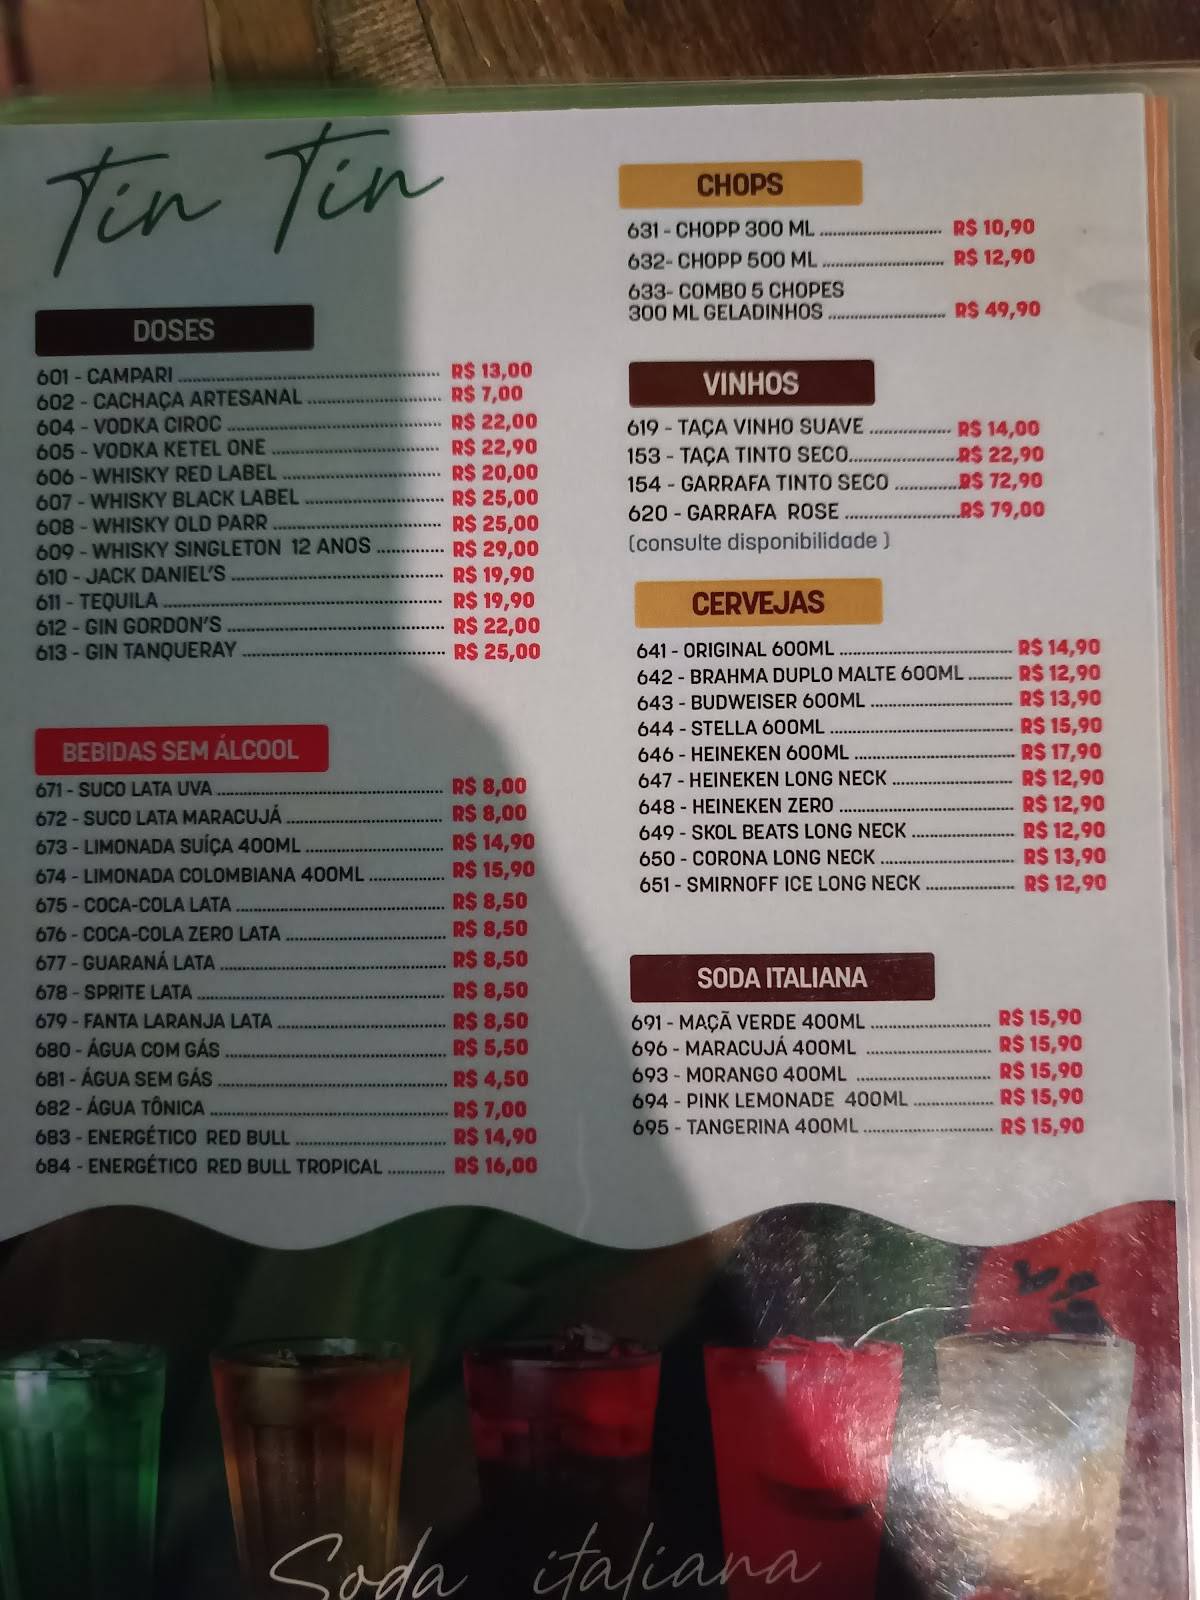 Tin Tin
DOSES
601 - CAMPARI ........ R$ 13,00
602 - CACHAÇA ARTESANAL ........ R$ 7,00
604 - VODKA CIROC ........ R$ 22,00
605 - VODKA KETEL ONE ........ R$ 22,90
606 - WHISKY RED LABEL ........ R$ 20,00
607 - WHISKY BLACK LABEL ........ R$ 25,00
608 - WHISKY OLD PARR ........ R$ 25,00
609 - WHISKY SINGLETON 12 ANOS ........ R$ 29,00
610 - JACK DANIEL'S ........ R$ 19,90
611 - TEQUILA ........ R$ 19,90
612 - GIN GORDON'S ........ R$ 22,00
613 - GIN TANQUERAY ........ R$ 25,00
BEBIDAS SEM ÁLCOOL
671 - SUCO LATA UVA ........ R$ 8,00
672 - SUCO LATA MARACUJÁ ........ R$ 8,00
673 - LIMONADA SUÍÇA 400ML ........ R$ 14,90
674 - LIMONADA COLOMBIANA 400ML ........ R$ 15,90
675 - COCA-COLA LATA ........ R$ 8,50
676 - COCA-COLA ZERO LATA ........ R$ 8,50
677 - GUARANÁ LATA ........ R$ 8,50
678 - SPRITE LATA ........ R$ 8,50
679 - FANTA LARANJA LATA ........ R$ 8,50
680 - ÁGUA COM GÁS ........ R$ 5,50
681 - ÁGUA SEM GÁS ........ R$ 4,50
682 - ÁGUA TÔNICA ........ R$ 7,00
683 - ENERGÉTICO RED BULL ........ R$ 14,90
684 - ENERGÉTICO RED BULL TROPICAL ........ R$ 16,00
CHOPS
631 - CHOPP 300 ML ........ R$ 10,90
632- CHOPP 500 ML ........ R$ 12,90
633- COMBO 5 CHOPES
300 ML GELADINHOS ........ R$ 49,90
VINHOS
619 - TAÇA VINHO SUAVE ........ R$ 14,00
153 - TAÇA TINTO SECO........ R$ 22,90
154 - GARRAFA TINTO SECO ........ R$ 72,90
620 - GARRAFA ROSE ........ R$ 79,00
(consulte disponibilidade )
CERVEJAS
641 - ORIGINAL 600ML ........ R$ 14,90
642 - BRAHMA DUPLO MALTE 600ML ........ R$ 12,90
643 - BUDWEISER 600ML ........ R$ 13,90
644 - STELLA 600ML ........ R$ 15,90
646 - HEINEKEN 600ML ........ R$ 17,90
647 - HEINEKEN LONG NECK ........ R$ 12,90
648 - HEINEKEN ZERO ........ R$ 12,90
649 - SKOL BEATS LONG NECK ........ R$ 12,90
650 - CORONA LONG NECK ........ R$ 13,90
651 - SMIRNOFF ICE LONG NECK ........ R$ 12,90
SODA ITALIANA
691 - MAÇÃ VERDE 400ML ........ R$ 15,90
696 - MARACUJÁ 400ML ........ R$ 15,90
693 - MORANGO 400ML ........ R$ 15,90
694 - PINK LEMONADE 400ML ........ R$ 15,90
695 - TANGERINA 400ML ........ R$ 15,90
Soda italiana